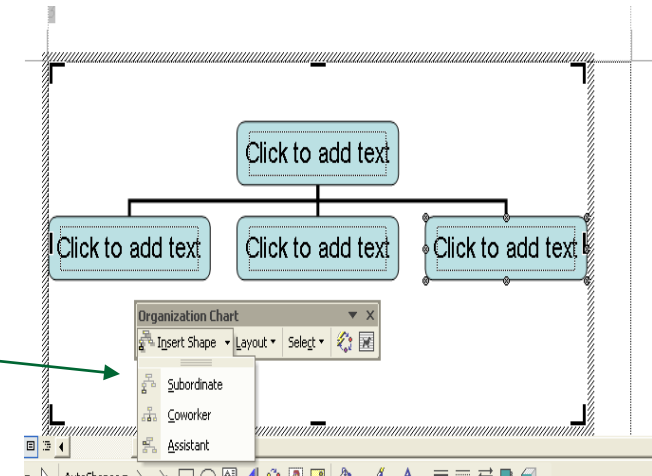 Click to add text
Click to add text Click to add text Click to add text
Organization Chart
Insert Shape Layout Select
Subordinate
Coworker
Assistant
AutoShapes